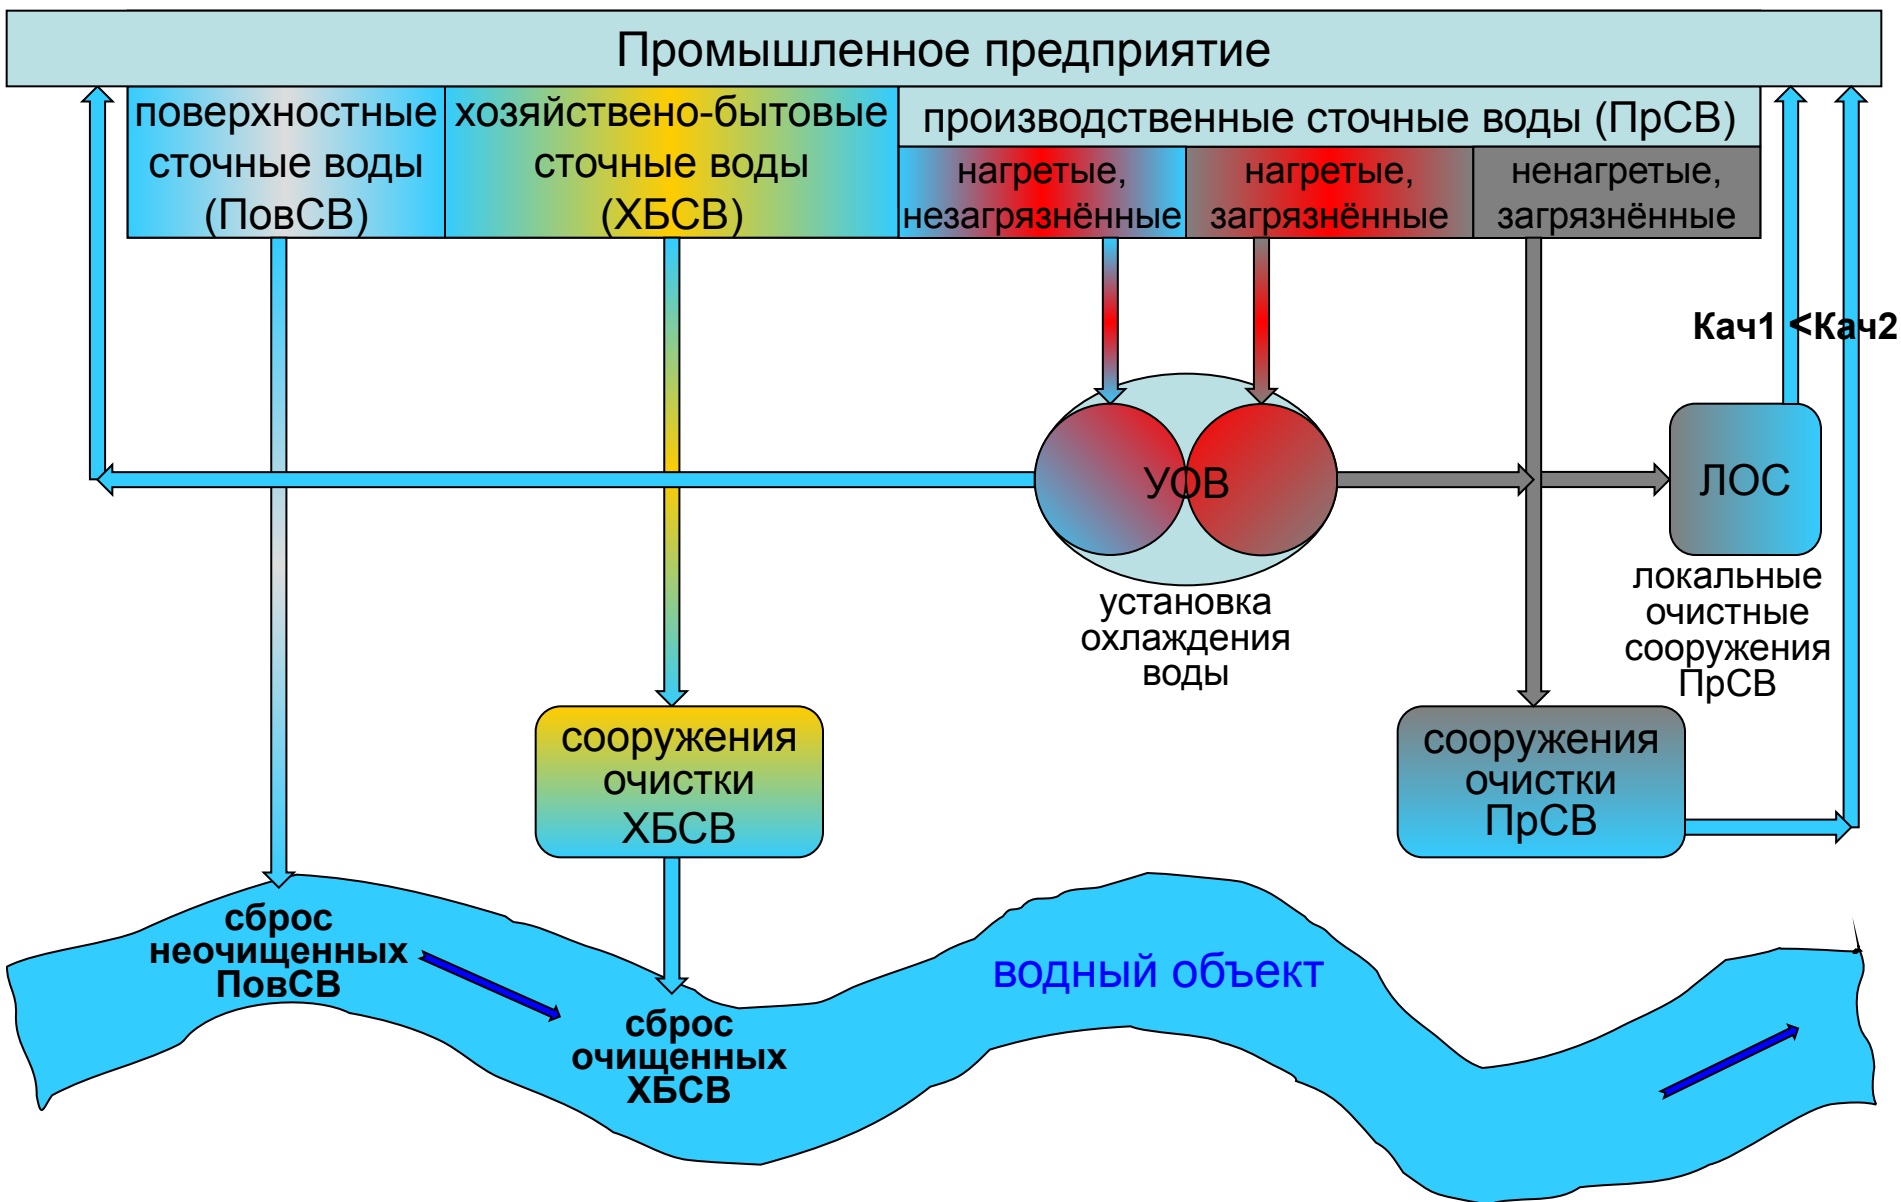 Промышленное предприятие
поверхностные
сточные воды
(ПовСВ)
хозяйствено-бытовые
сточные воды
(ХБСВ)
производственные сточные воды (ПрСВ)
нагретые,
незагрязнённые
нагретые,
загрязнённые
ненагретые,
загрязнённые
Кач1 <Кач2
УОВ
ЛОС
установка
охлаждения
воды
локальные
очистные
сооружения
ПрСВ
сооружения
очистки
ХБСВ
сооружения
очистки
ПрСВ
сброс
неочищенных
ПовСВ
водный объект
сброс
очищенных
ХБСВ